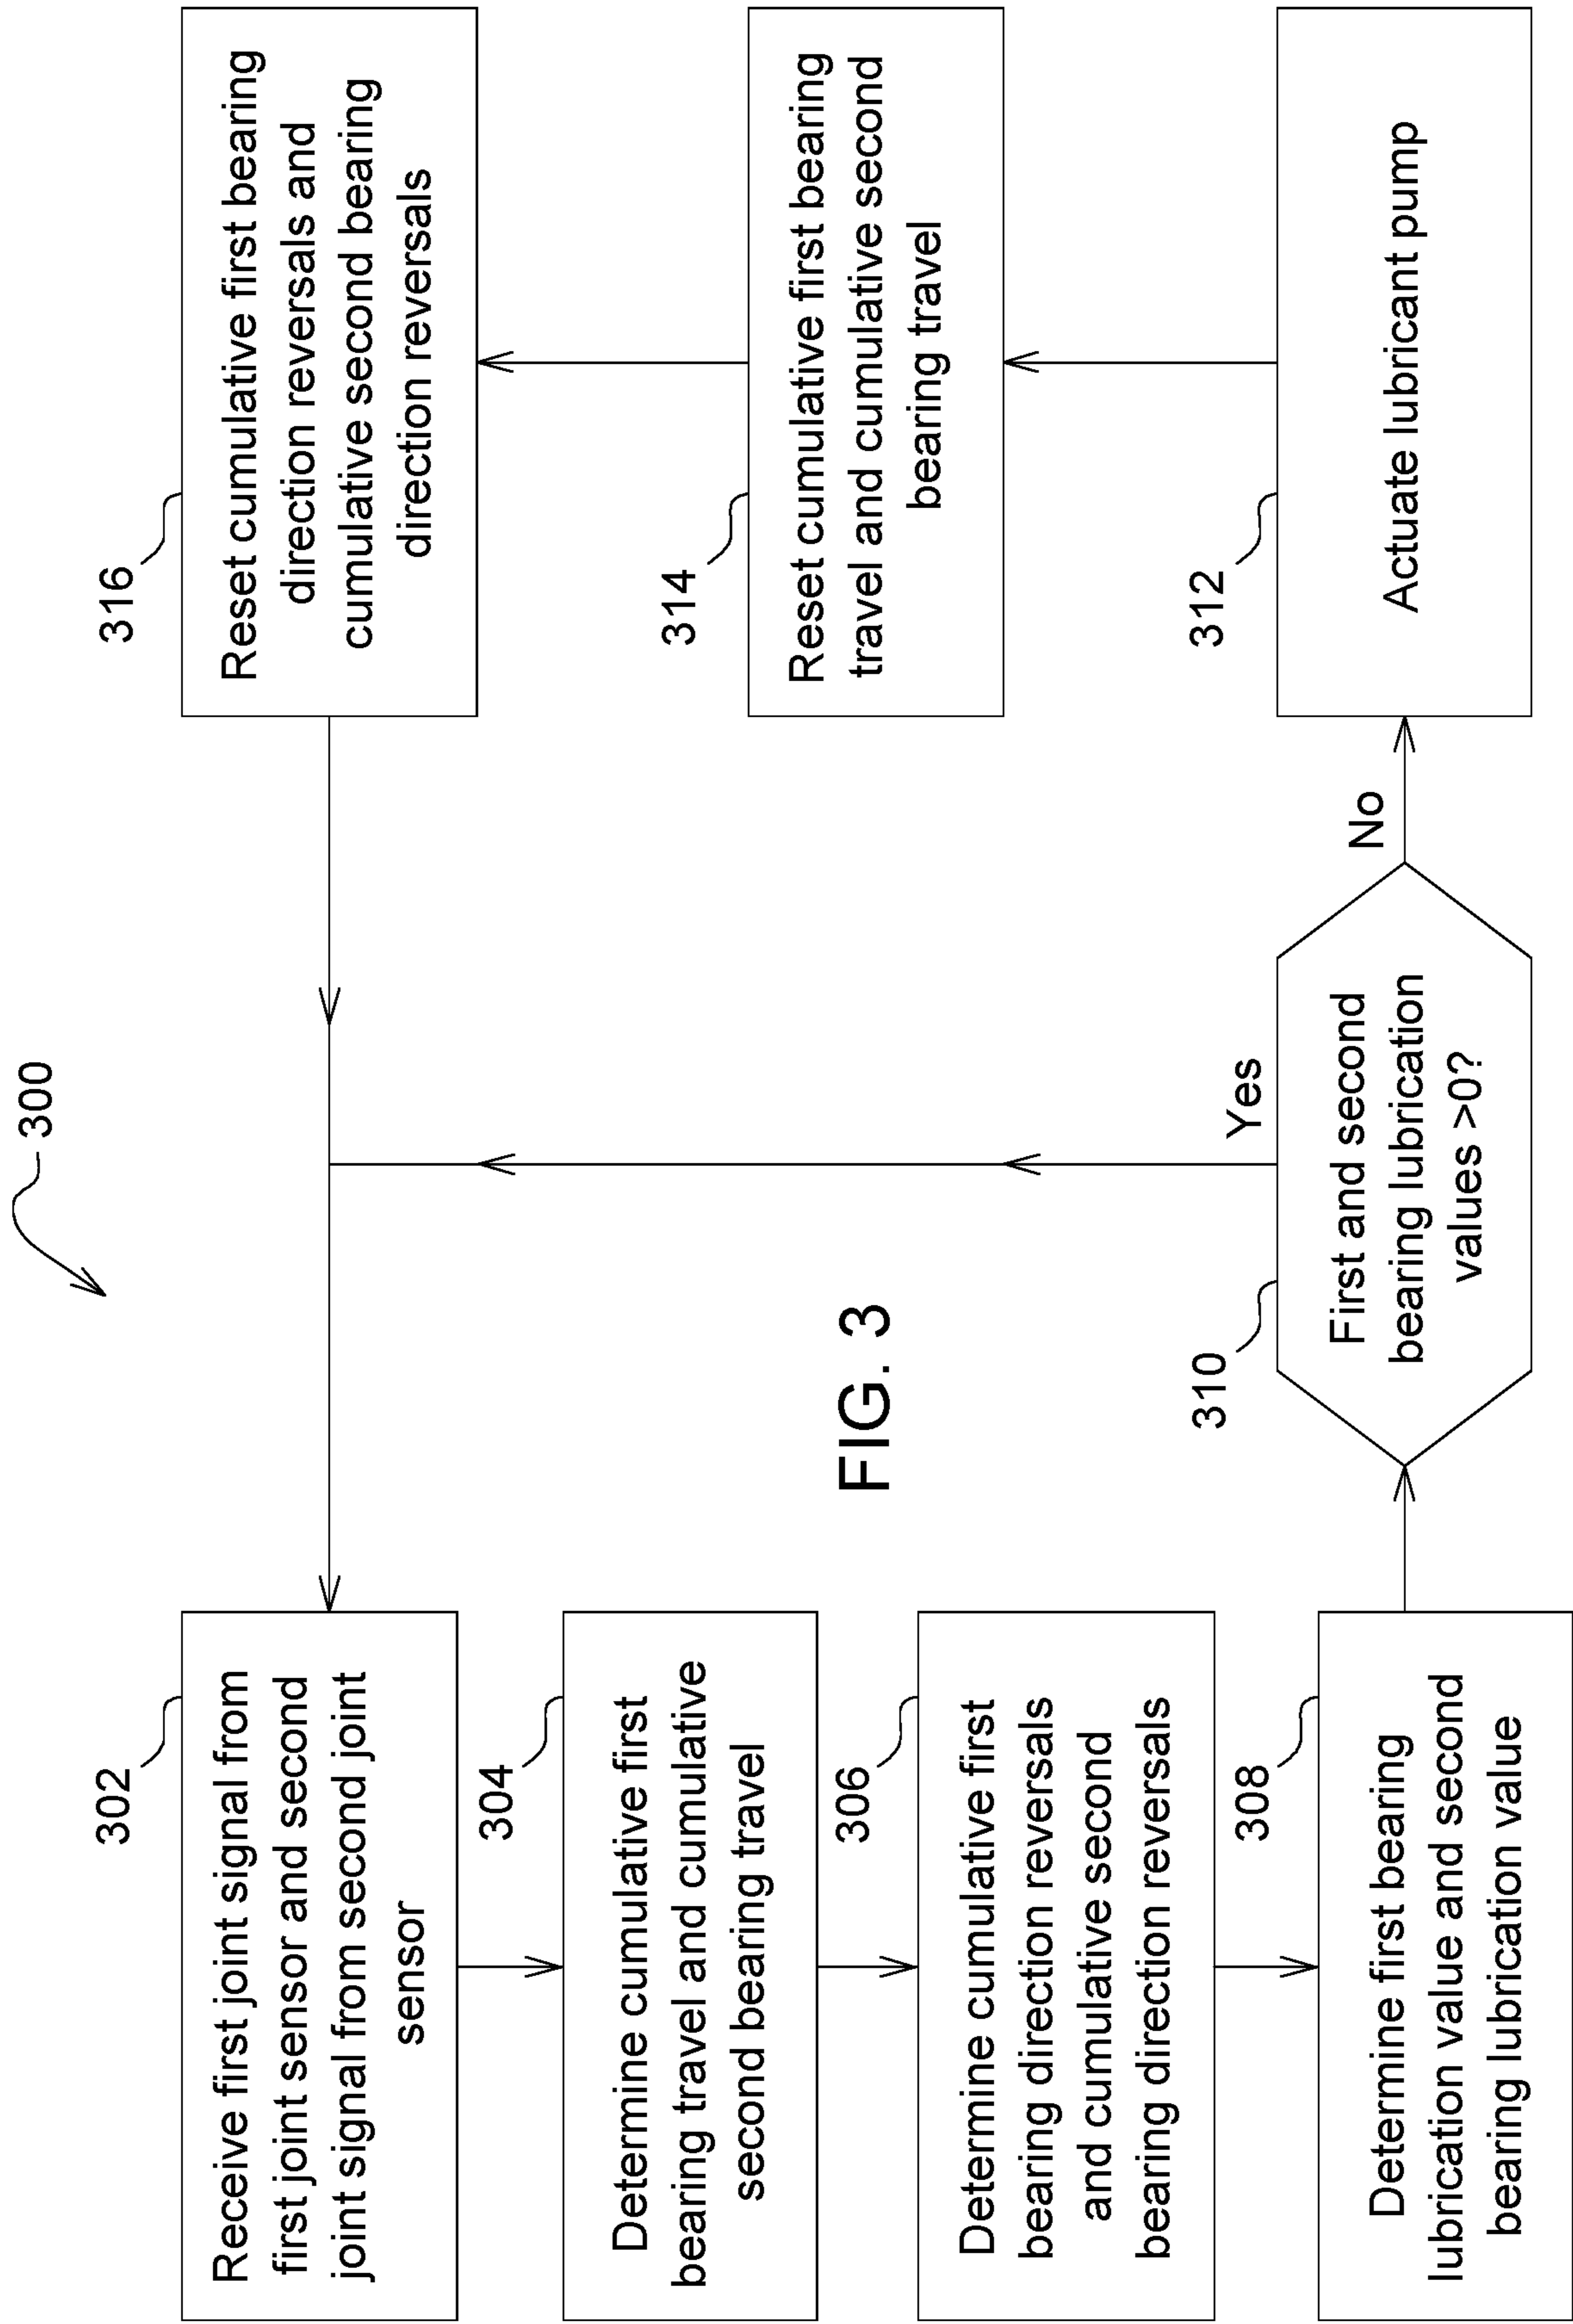 300
302
Receive first joint signal from
first joint sensor and second
joint signal from second joint
sensor
304
Determine cumulative first
bearing travel and cumulative
second bearing travel
306
Determine cumulative first
bearing direction reversals
and cumulative second
bearing direction reversals
308
Determine first bearing
lubrication value and second
bearing lubrication value
310
First and second
bearing lubrication
values >0?
Yes
No
312
Actuate lubricant pump
314
Reset cumulative first bearing
travel and cumulative second
bearing travel
316
Reset cumulative first bearing
direction reversals and
cumulative second bearing
direction reversals
FIG. 3